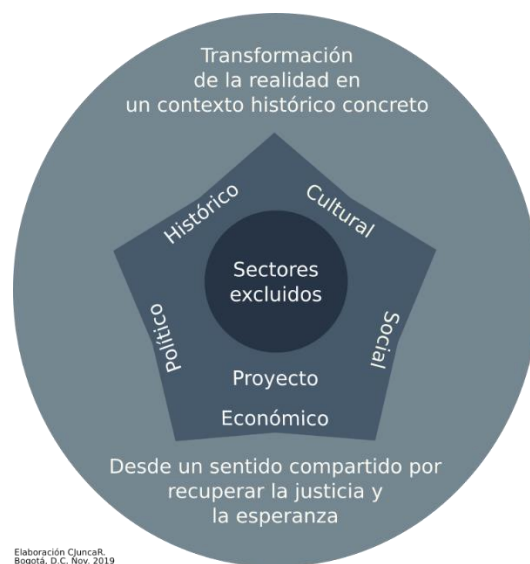 Transformación
de la realidad en
un contexto histórico concreto
Histórico
Cultural
Sectores
excluidos
Político
Social
Proyecto
Económico
Desde un sentido compartido por
recuperar la justicia y
la esperanza
Elaboración CJuncaR.
Bogotá, D.C. Nov. 2019